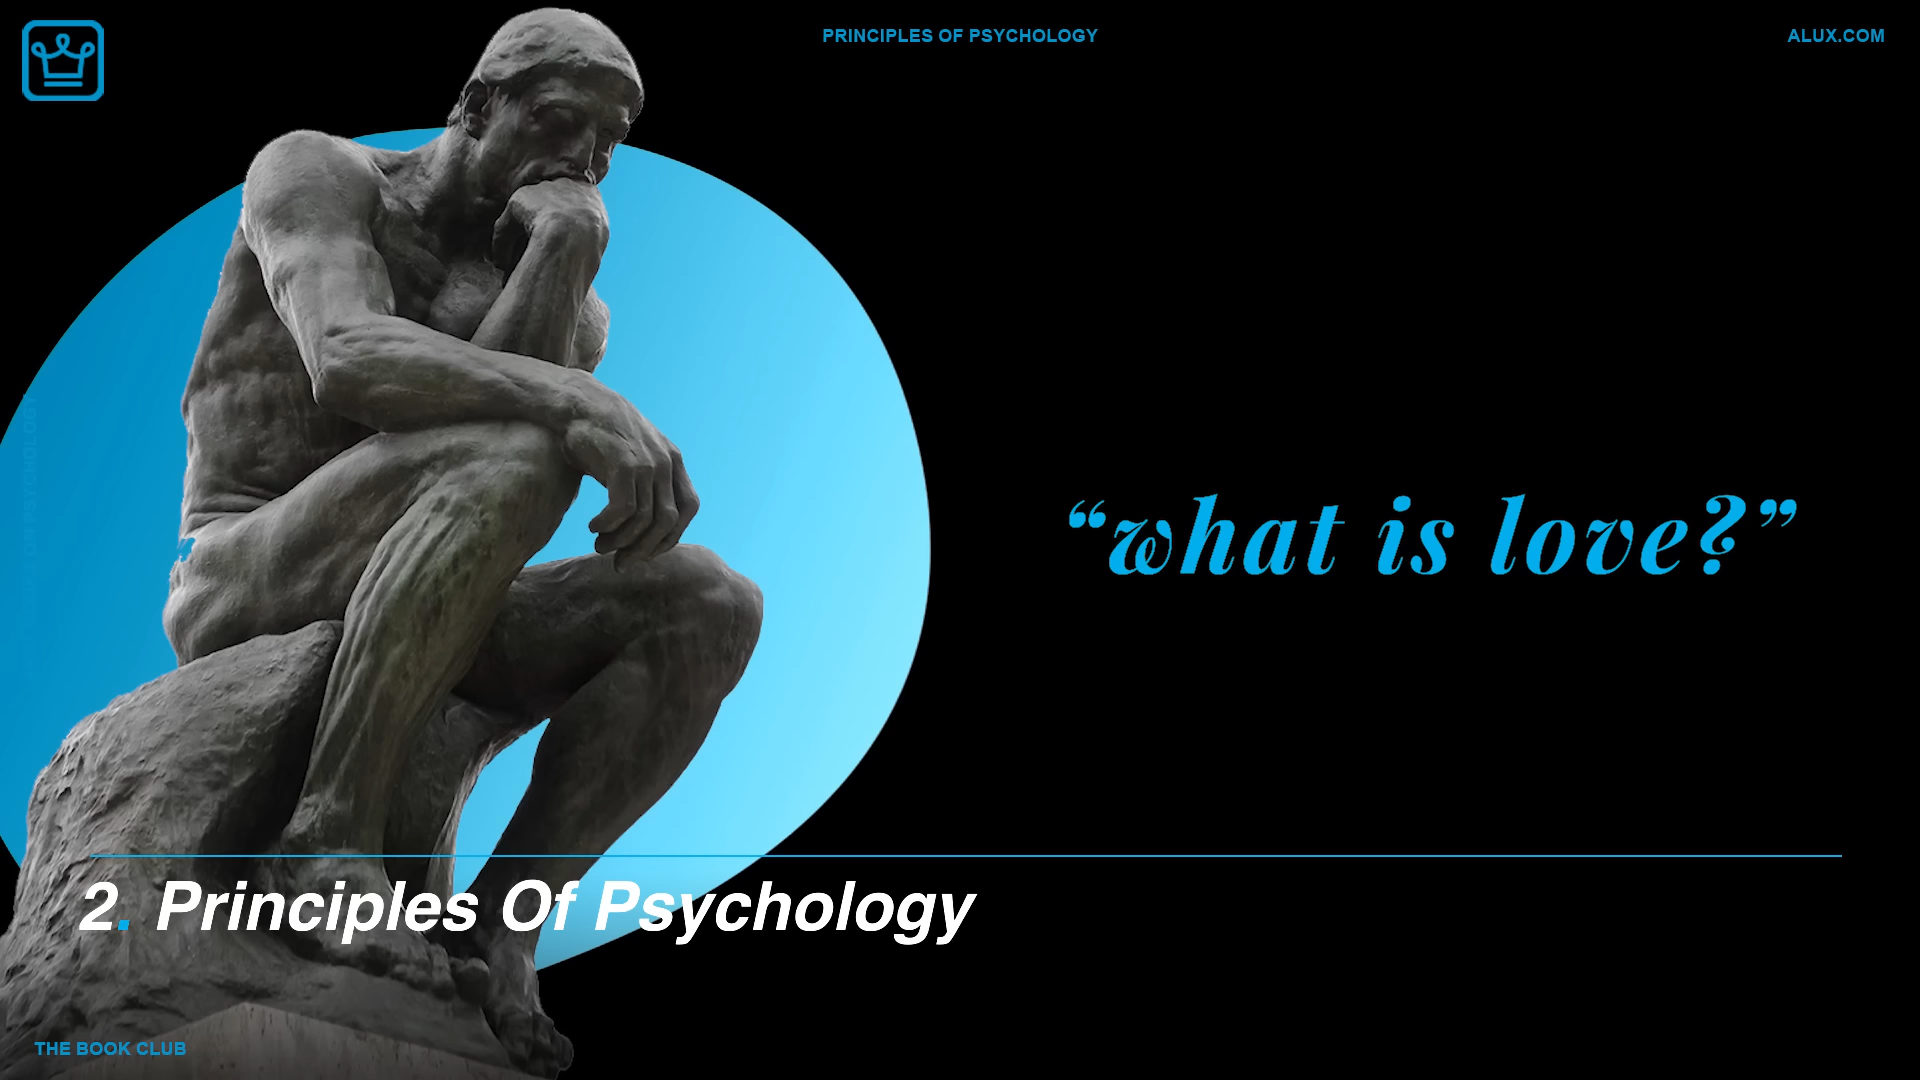 PRINCIPLES OF PSYCHOLOGY
ALUX.COM
“what is love?”
2. Principles Of Psychology
THE BOOK CLUB